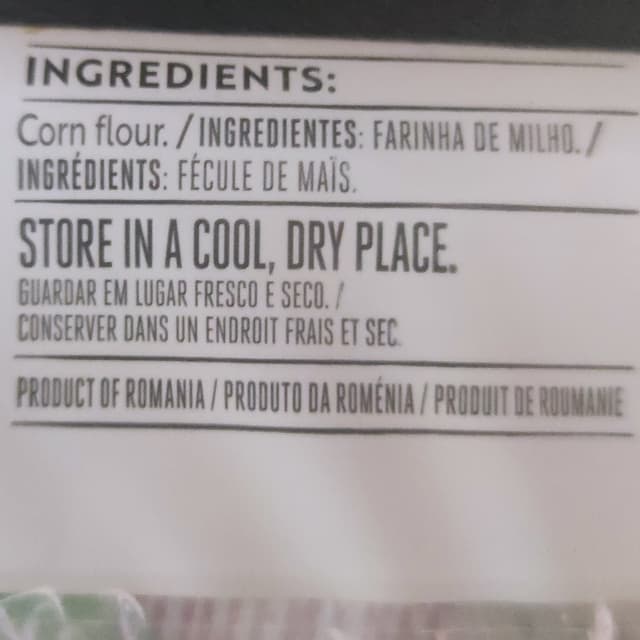 INGREDIENTS:
Corn flour. / INGREDIENTES: FARINHA DE MILHO. /
INGRÉDIENTS: FÉCULE DE MAÏS.
STORE IN A COOL, DRY PLACE.
GUARDAR EM LUGAR FRESCO E SECO. /
CONSERVER DANS UN ENDROIT FRAIS ET SEC.
PRODUCT OF ROMANIA / PRODUTO DA ROMÉNIA / PRODUIT DE ROUMANIE